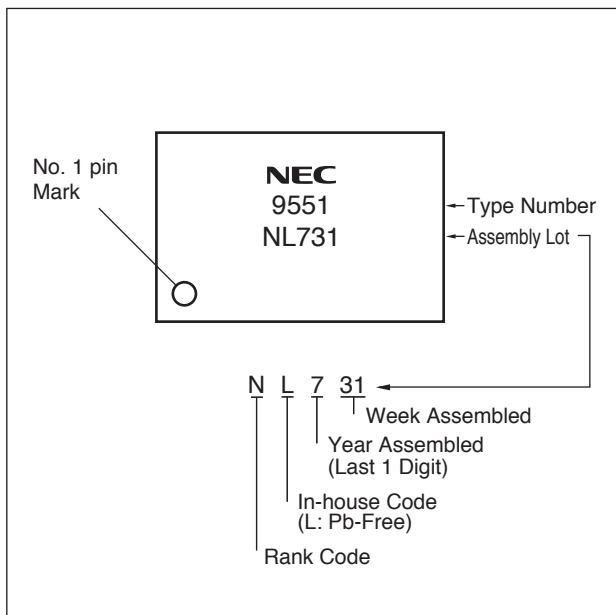 No. 1 pin
Mark
NEC
9551
NL731
Type Number
Assembly Lot
N L 7 31
Week Assembled
Year Assembled
(Last 1 Digit)
In-house Code
(L: Pb-Free)
Rank Code